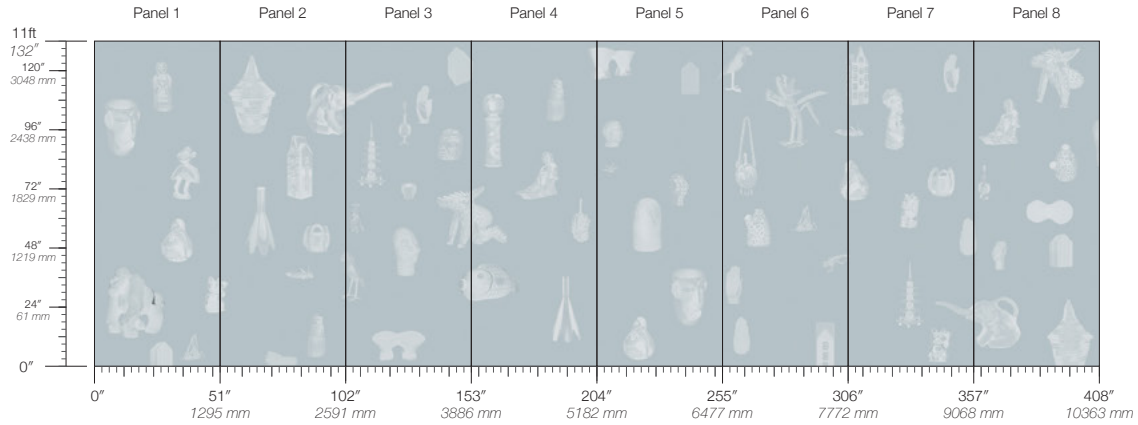 Panel 1 Panel 2 Panel 3 Panel 4 Panel 5 Panel 6 Panel 7 Panel 8
11ft
132″
120″
3048 mm
96″
2438 mm
72″
1829 mm
48″
1219 mm
24″
61 mm
0″
0″ 51″ 102″ 153″ 204″ 255″ 306″ 357″ 408″
1295 mm 2591 mm 3886 mm 5182 mm 6477 mm 7772 mm 9068 mm 10363 mm